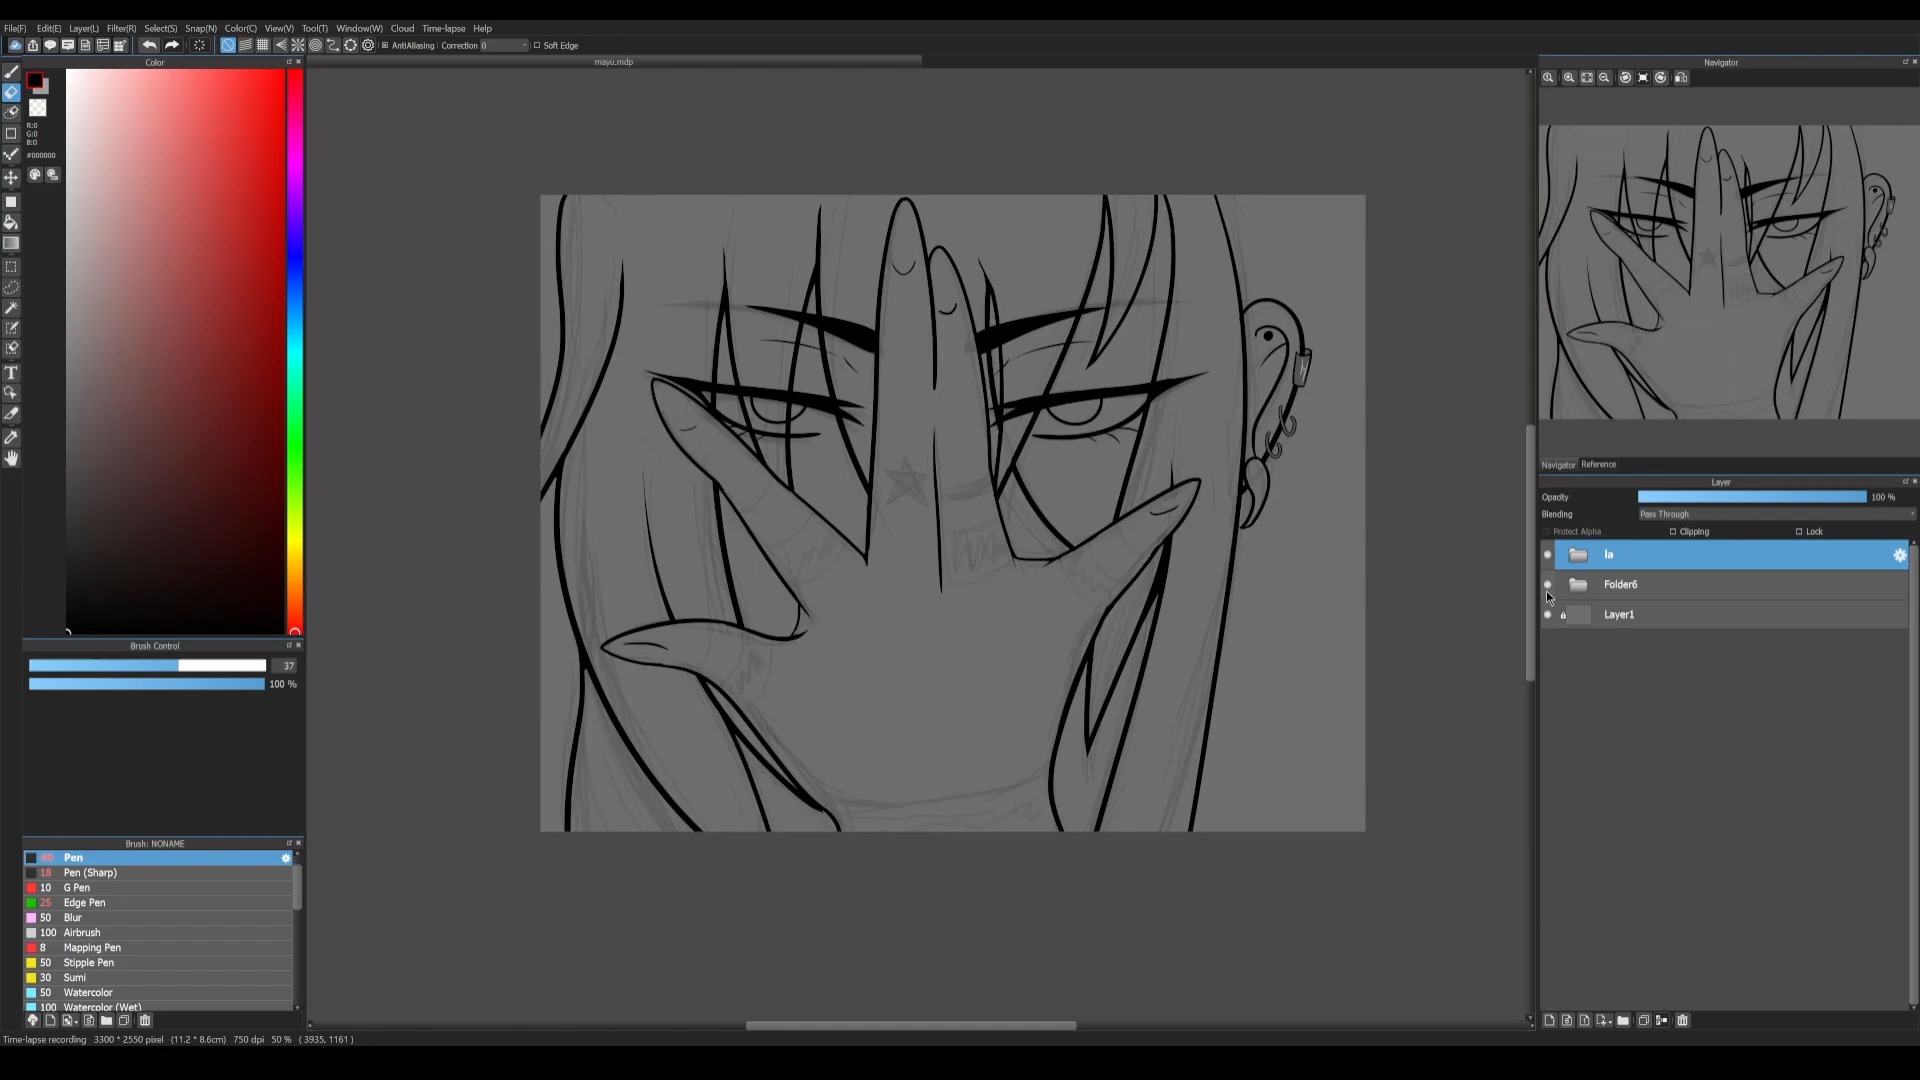 File(F) Edit(E) Layer(L) Filter(R) Select(S) Snap(N) Color(C) View(V) Tool(T) Window(W) Cloud Time-lapse Help
AntiAliasing Correction 0 Soft Edge
Color
mayu.mdp
Navigator
R:0
G:0
B:0
#000000
Navigator Reference
Layer
Opacity 100 %
Blending Pass Through
Protect Alpha Clipping Lock
la
Folder6
Layer1
Brush Control
37
100 %
Brush: NONAME
40 Pen
18 Pen (Sharp)
10 G Pen
25 Edge Pen
50 Blur
100 Airbrush
8 Mapping Pen
50 Stipple Pen
30 Sumi
50 Watercolor
100 Watercolor (Wet)
Time-lapse recording 3300 * 2550 pixel (11.2 * 8.6cm) 750 dpi 50 % ( 3935, 1161 )